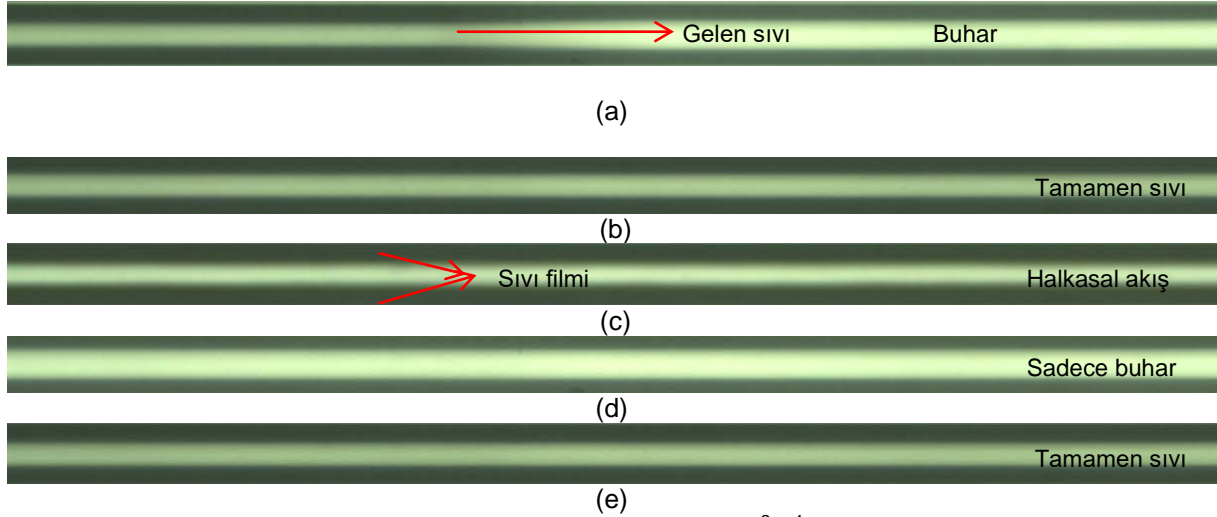 Gelen sıvı Buhar
(a)
Tamamen sıvı
(b)
Sıvı filmi Halkasal akış
(c)
Sadece buhar
(d)
Tamamen sıvı
(e)